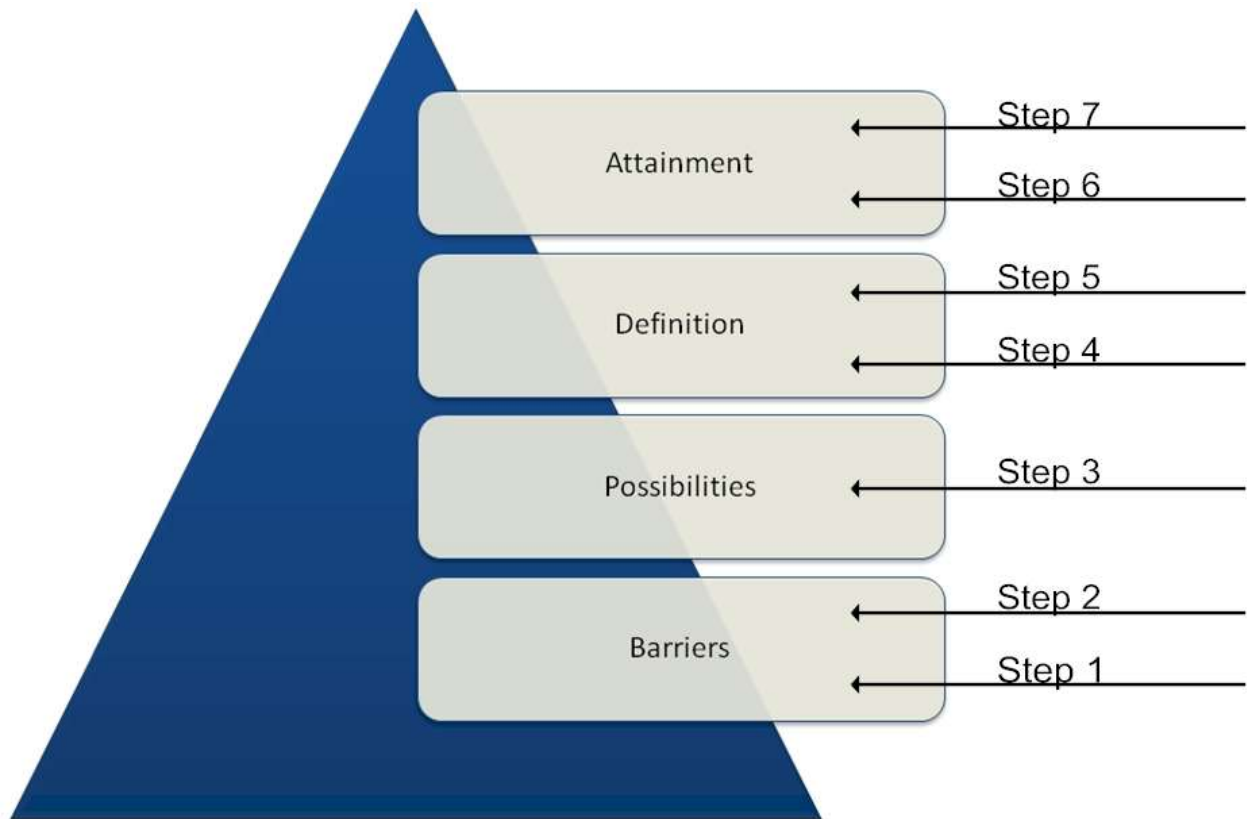 Step 7
Attainment
Step 6
Step 5
Definition
Step 4
Possibilities
Step 3
Step 2
Barriers
Step 1